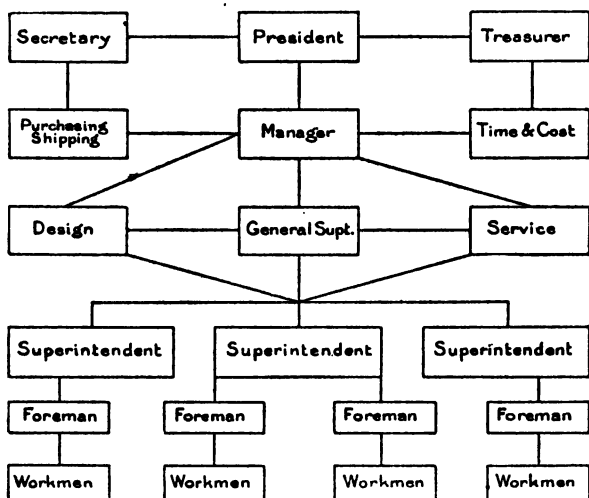 Secretary
President
Treasurer
Purchasing
Shipping
Manager
Time & Cost
Design
General Supt.
Service
Superintendent
Superintendent
Superintendent
Foreman
Foreman
Foreman
Foreman
Workmen
Workmen
Workmen
Workmen